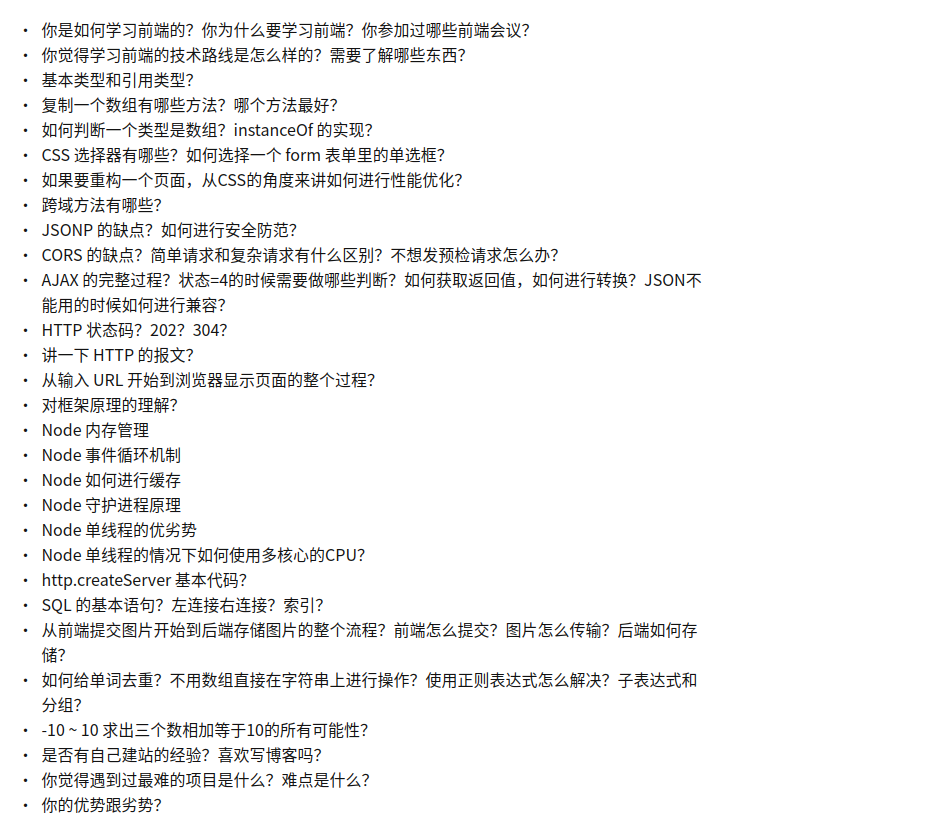 • 你是如何学习前端的？你为什么要学习前端？你参加过哪些前端会议？
• 你觉得学习前端的技术路线是怎么样的？需要了解哪些东西？
• 基本类型和引用类型？
• 复制一个数组有哪些方法？哪个方法最好？
• 如何判断一个类型是数组？instanceOf 的实现？
• CSS 选择器有哪些？如何选择一个 form 表单里的单选框？
• 如果要重构一个页面，从CSS的角度来讲如何进行性能优化？
• 跨域方法有哪些？
• JSONP 的缺点？如何进行安全防范？
• CORS 的缺点？简单请求和复杂请求有什么区别？不想发预检请求怎么办？
• AJAX 的完整过程？状态=4的时候需要做哪些判断？如何获取返回值，如何进行转换？JSON不
能用的时候如何进行兼容？
• HTTP 状态码？202？304？
• 讲一下 HTTP 的报文？
• 从输入 URL 开始到浏览器显示页面的整个过程？
• 对框架原理的理解？
• Node 内存管理
• Node 事件循环机制
• Node 如何进行缓存
• Node 守护进程原理
• Node 单线程的优劣势
• Node 单线程的情况下如何使用多核心的CPU？
• http.createServer 基本代码？
• SQL 的基本语句？左连接右连接？索引？
• 从前端提交图片开始到后端存储图片的整个流程？前端怎么提交？图片怎么传输？后端如何存
储？
• 如何给单词去重？不用数组直接在字符串上进行操作？使用正则表达式怎么解决？子表达式和
分组？
• -10 ~ 10 求出三个数相加等于10的所有可能性？
• 是否有自己建站的经验？喜欢写博客吗？
• 你觉得遇到过最难的项目是什么？难点是什么？
• 你的优势跟劣势？